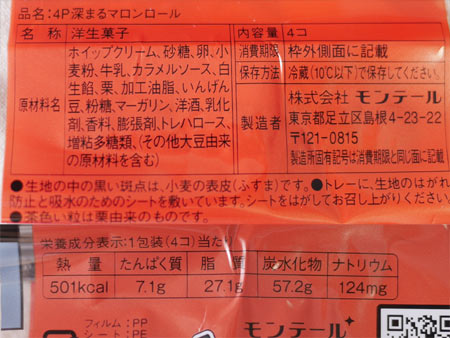 品名:4P深まるマロンロール
名称 洋生菓子
原材料名 ホイップクリーム、砂糖、卵、小
麦粉、牛乳、カラメルソース、白
生餡、栗、加工油脂、いんげん
豆、粉糖、マーガリン、洋酒、乳化
剤、香料、膨張剤、トレハロース、
増粘多糖類、(その他大豆由来
の原材料を含む)
内容量 4コ
消費期限 枠外側面に記載
保存方法 冷蔵(10℃以下)で保存してください。
製造者 株式会社 モンテール
東京都足立区島根4-23-22
〒121-0815
製造所固有記号は消費期限と同じ面に記載
●生地の中の黒い斑点は、小麦の表皮(ふすま)です。●トレーに、生地のはがれ
防止と吸水のためのシートを敷いています。シートをはがしてお召し上がりください。
●茶色い粒は栗由来のものです。
栄養成分表示:1包装(4コ)当たり
熱量 たんぱく質 脂質 炭水化物 ナトリウム
501kcal 7.1g 27.1g 57.2g 124mg
フィルム:PP
シート:PE
モンテール